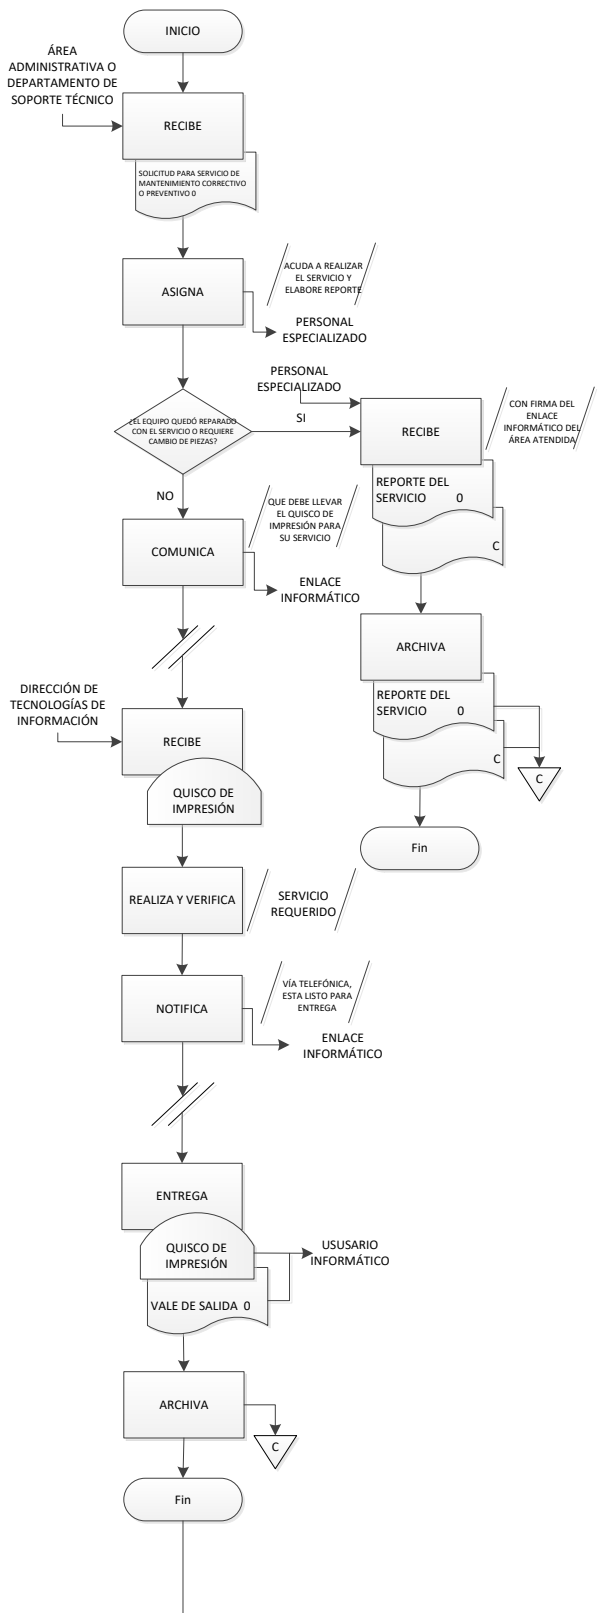 INICIO
ÁREA
ADMINISTRATIVA O
DEPARTAMENTO DE
SOPORTE TÉCNICO
RECIBE
SOLICITUD PARA SERVICIO DE
MANTENIMIENTO CORRECTIVO
O PREVENTIVO 0
ASIGNA
ACUDA A REALIZAR
EL SERVICIO Y
ELABORE REPORTE
PERSONAL
ESPECIALIZADO
¿EL EQUIPO QUEDÓ REPARADO
CON EL SERVICIO O REQUIERE
CAMBIO DE PIEZAS?
SI
PERSONAL
ESPECIALIZADO
RECIBE
CON FIRMA DEL
ENLACE
INFORMÁTICO DEL
ÁREA ATENDIDA
REPORTE DEL
SERVICIO 0
C
ARCHIVA
REPORTE DEL
SERVICIO 0
C
C
Fin
NO
COMUNICA
QUE DEBE LLEVAR
EL QUISCO DE
IMPRESIÓN PARA
SU SERVICIO
ENLACE
INFORMÁTICO
DIRECCIÓN DE
TECNOLOGÍAS DE
INFORMACIÓN
RECIBE
QUISCO DE
IMPRESIÓN
REALIZA Y VERIFICA
SERVICIO
REQUERIDO
NOTIFICA
VÍA TELEFÓNICA,
ESTA LISTO PARA
ENTREGA
ENLACE
INFORMÁTICO
ENTREGA
QUISCO DE
IMPRESIÓN
USUSARIO
INFORMÁTICO
VALE DE SALIDA 0
ARCHIVA
C
Fin